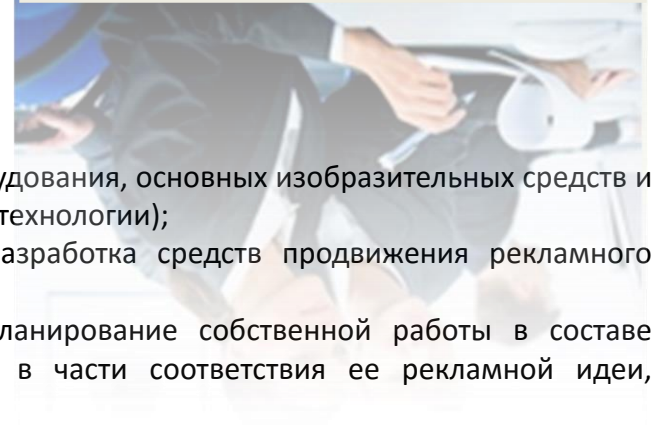 удования, основных изобразительных средств и
технологии);
азработка средств продвижения рекламного
ланирование собственной работы в составе
в части соответствия ее рекламной идеи,